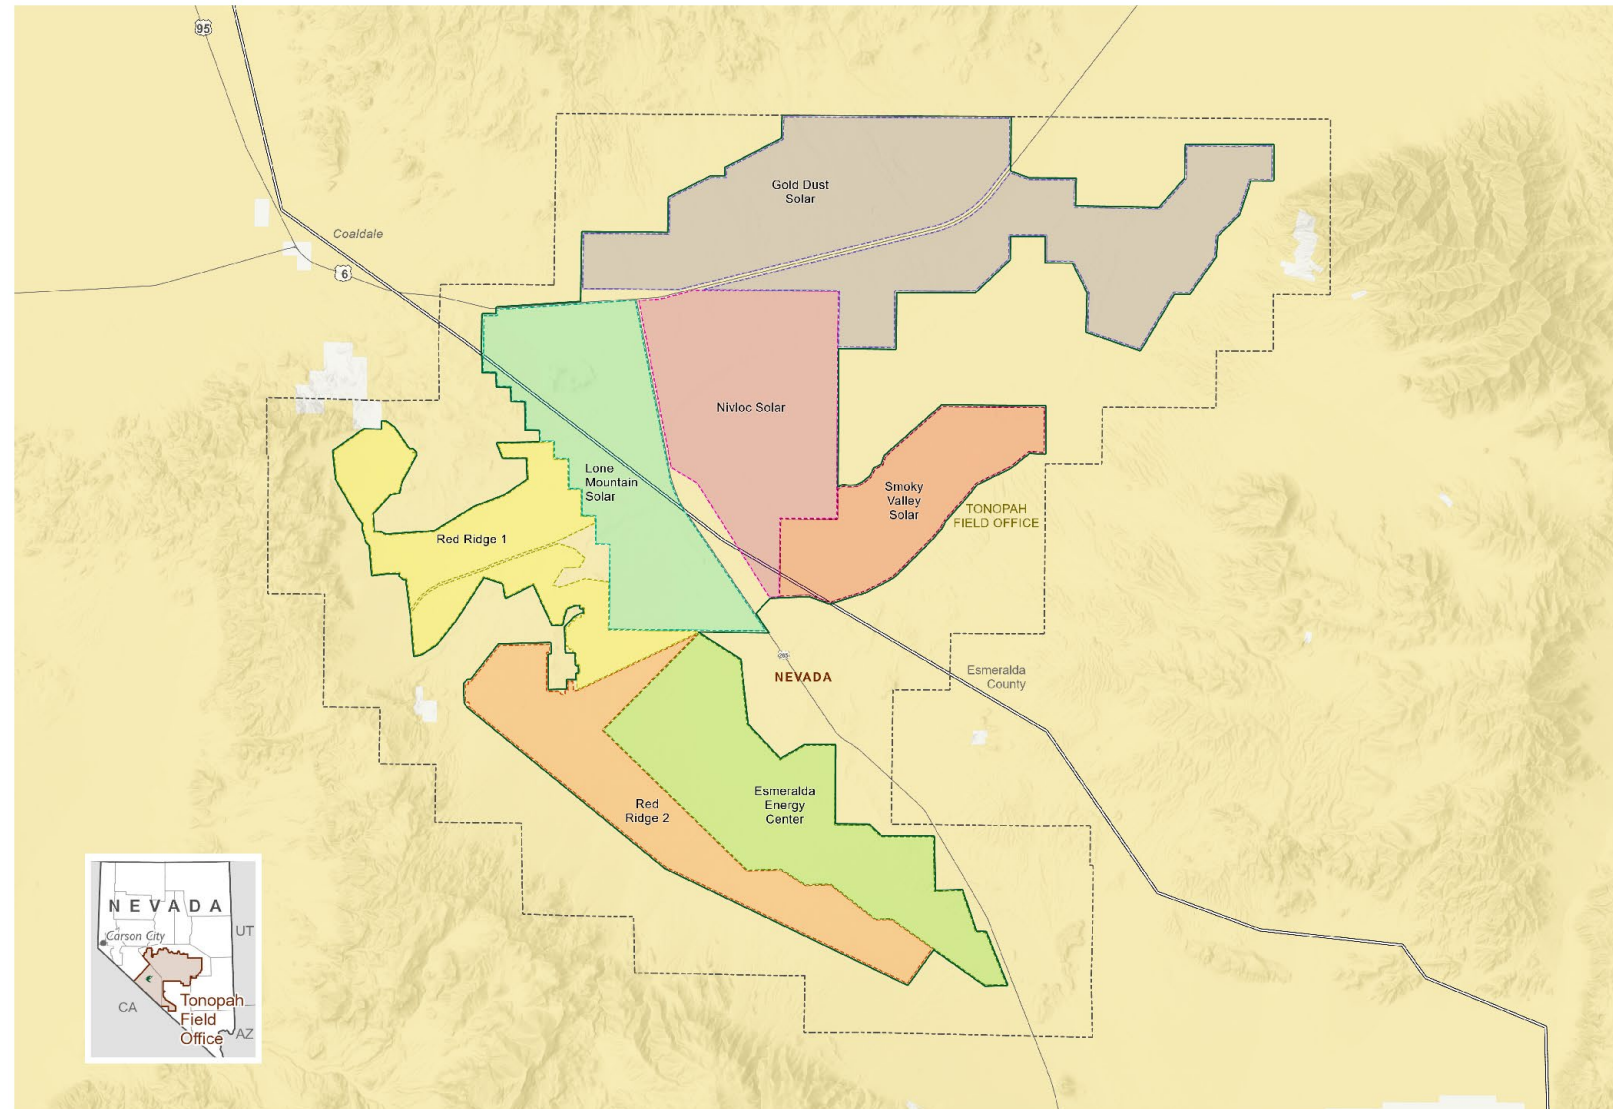 95
Gold Dust
Solar
Coaldale
6
Nivloc Solar
Lone
Mountain
Solar
Smoky
Valley
Solar
TONOPAH
FIELD OFFICE
Red Ridge 1
Esmeralda
County
NEVADA
Esmeralda
Energy
Center
Red
Ridge 2
NEVADA
Carson City
UT
CA
Tonopah
Field
Office
AZ